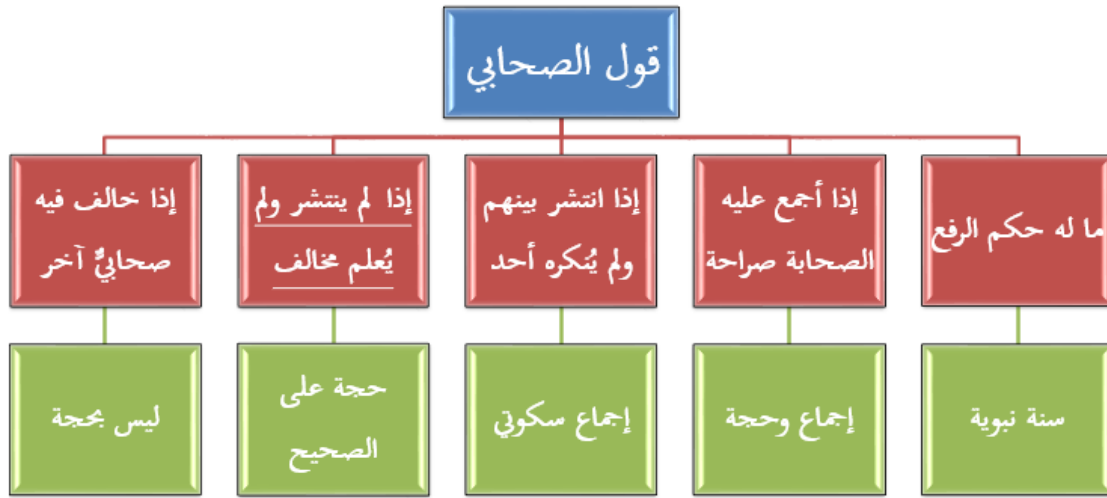 قول الصحابي
ما له حكم الرفع
إذا أجمع عليه
الصحابة صراحة
إذا انتشر بينهم
ولم يُنكره أحد
إذا لم ينتشر ولم
يُعلم مخالف
إذا خالف فيه
صحابيٌّ آخر
سنة نبوية
إجماع وحجة
إجماع سكوتي
حجة على
الصحيح
ليس بحجة